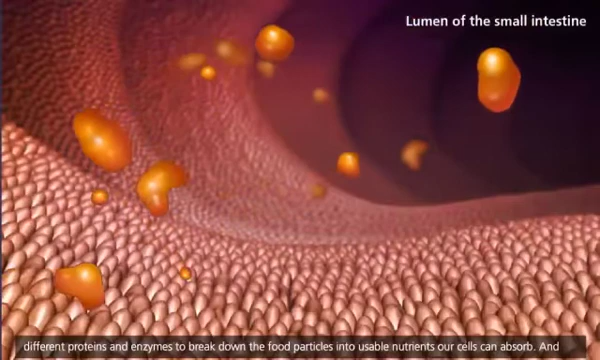 Lumen of the small intestine
different proteins and enzymes to break down the food particles into usable nutrients our cells can absorb. And